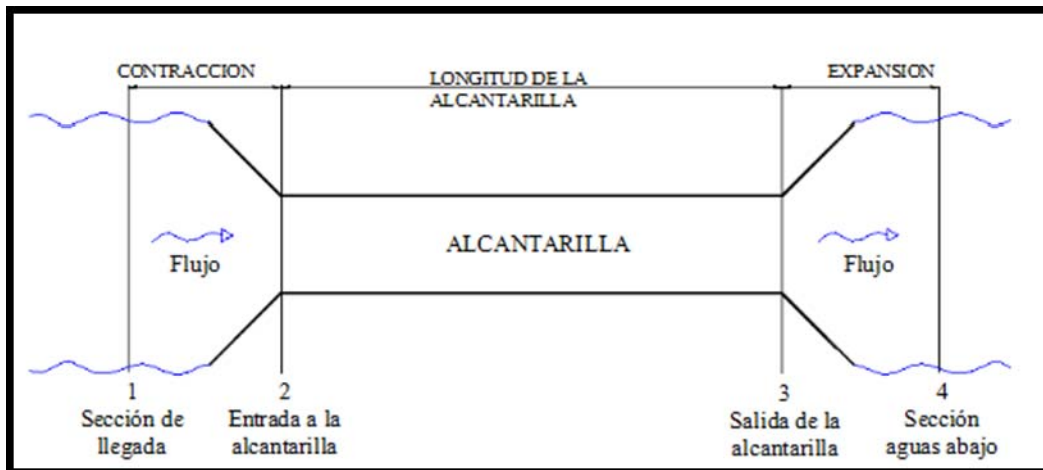 CONTRACCION
LONGITUD DE LA
ALCANTARILLA
EXPANSION
ALCANTARILLA
Flujo
Flujo
1
Sección de
llegada
2
Entrada a la
alcantarilla
3
Salida de la
alcantarilla
4
Sección
aguas abajo